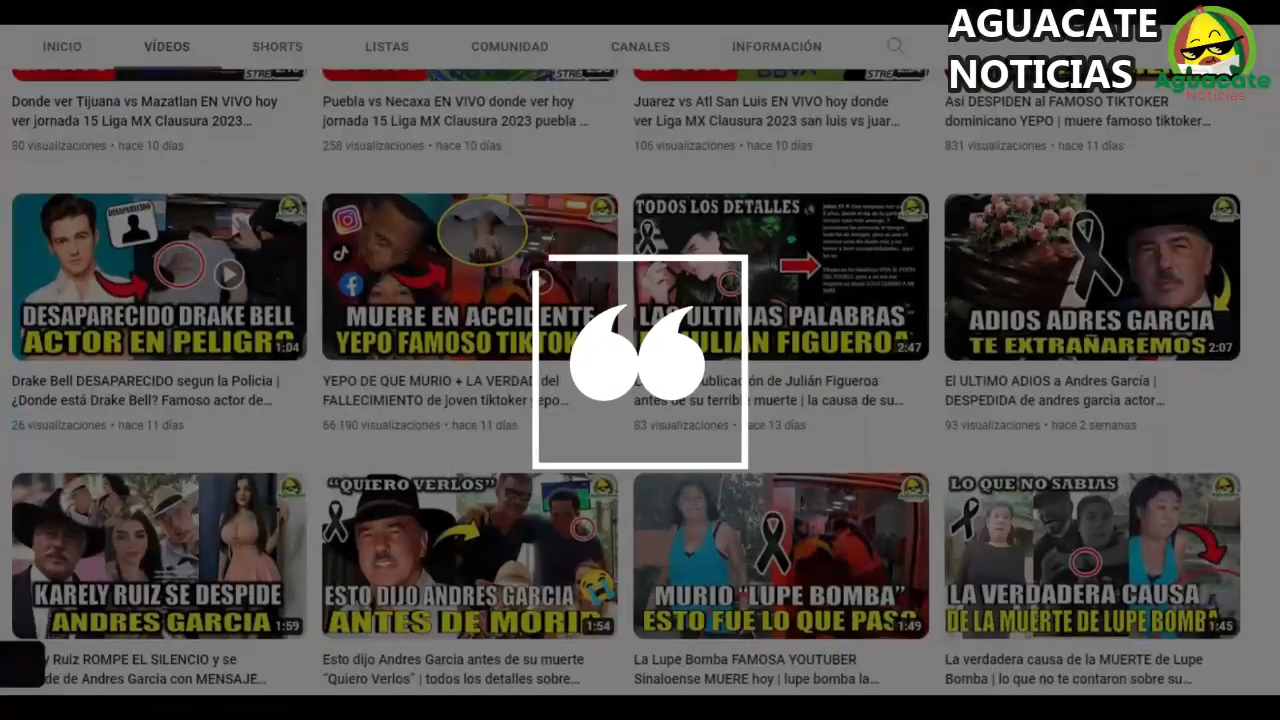 AGUACATE
NOTICIAS
Aguacate
Noticias
INICIO
VÍDEOS
SHORTS
LISTAS
COMUNIDAD
CANALES
INFORMACIÓN
Donde ver Tijuana vs Mazatlan EN VIVO hoy
ver jornada 15 Liga MX Clausura 2023...
80 visualizaciones • hace 10 días
Puebla vs Necaxa EN VIVO donde ver hoy
jornada 15 Liga MX Clausura 2023 puebla ...
258 visualizaciones • hace 10 días
Juarez vs Atl San Luis EN VIVO hoy donde
ver Liga MX Clausura 2023 san luis vs juar...
106 visualizaciones • hace 10 días
Asi DESPIDEN al FAMOSO TIKTOKER
dominicano YEPO | muere famoso tiktoker...
831 visualizaciones • hace 11 días
DESAPARECIDO
DESAPARECIDO DRAKE BELL
ACTOR EN PELIGR
1:04
Drake Bell DESAPARECIDO segun la Policia |
¿Donde está Drake Bell? Famoso actor de...
26 visualizaciones • hace 11 días
MUERE EN ACCIDENTE
YEPO FAMOSO TIKTOK
YEPO DE QUE MURIO + LA VERDAD del
FALLECIMIENTO de joven tiktoker yepo...
66.190 visualizaciones • hace 11 días
TODOS LOS DETALLES
LAS ULTIMAS PALABRAS
JULIAN FIGUEROA
2:47
publicación de Julián Figueroa
antes de su terrible muerte | la causa de su...
83 visualizaciones • hace 13 días
ADIOS ADRES GARCIA
TE EXTRAÑAREMOS
2:07
El ULTIMO ADIOS a Andres García |
DESPEDIDA de andres garcia actor...
93 visualizaciones • hace 2 semanas
KARELY RUIZ SE DESPIDE
ANDRES GARCIA
1:59
y Ruiz ROMPE EL SILENCIO y se
de de Andres Garcia con MENSAJE...
"QUIERO VERLOS"
ESTO DIJO ANDRES GARCIA
ANTES DE MORI
1:54
Esto dijo Andres Garcia antes de su muerte
"Quiero Verlos" | todos los detalles sobre...
MURIO "LUPE BOMBA"
ESTO FUE LO QUE PAS
1:49
La Lupe Bomba FAMOSA YOUTUBER
Sinaloense MUERE hoy | lupe bomba la...
LO QUE NO SABIAS
LA VERDADERA CAUSA
DE LA MUERTE DE LUPE BOMB
1:45
La verdadera causa de la MUERTE de Lupe
Bomba | lo que no te contaron sobre su...